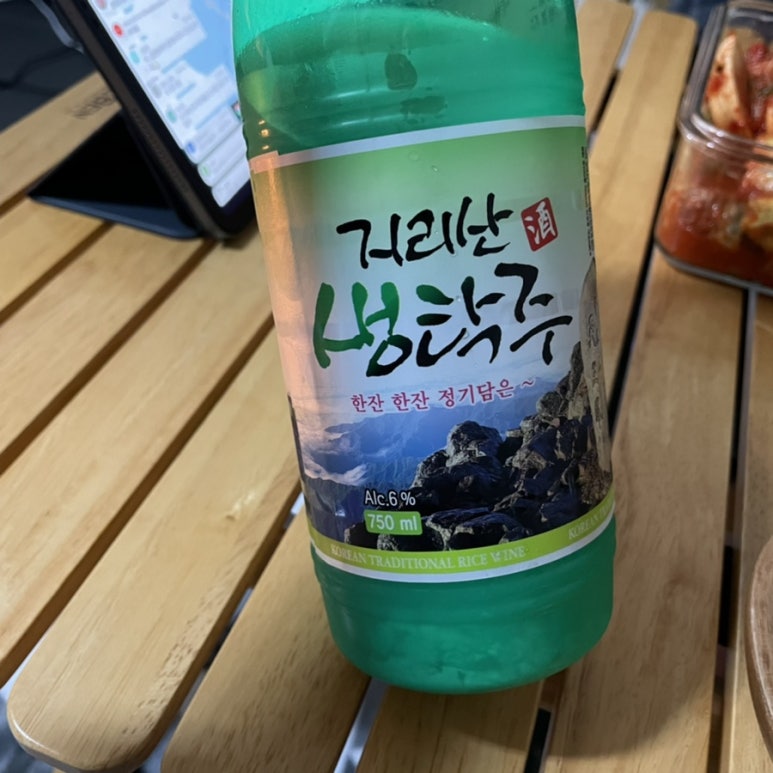 지리산 酒
생탁주
한잔 한잔 정기담은 ~
Alc.6%
750 ml
KOREAN TRADITIONAL RICE WINE